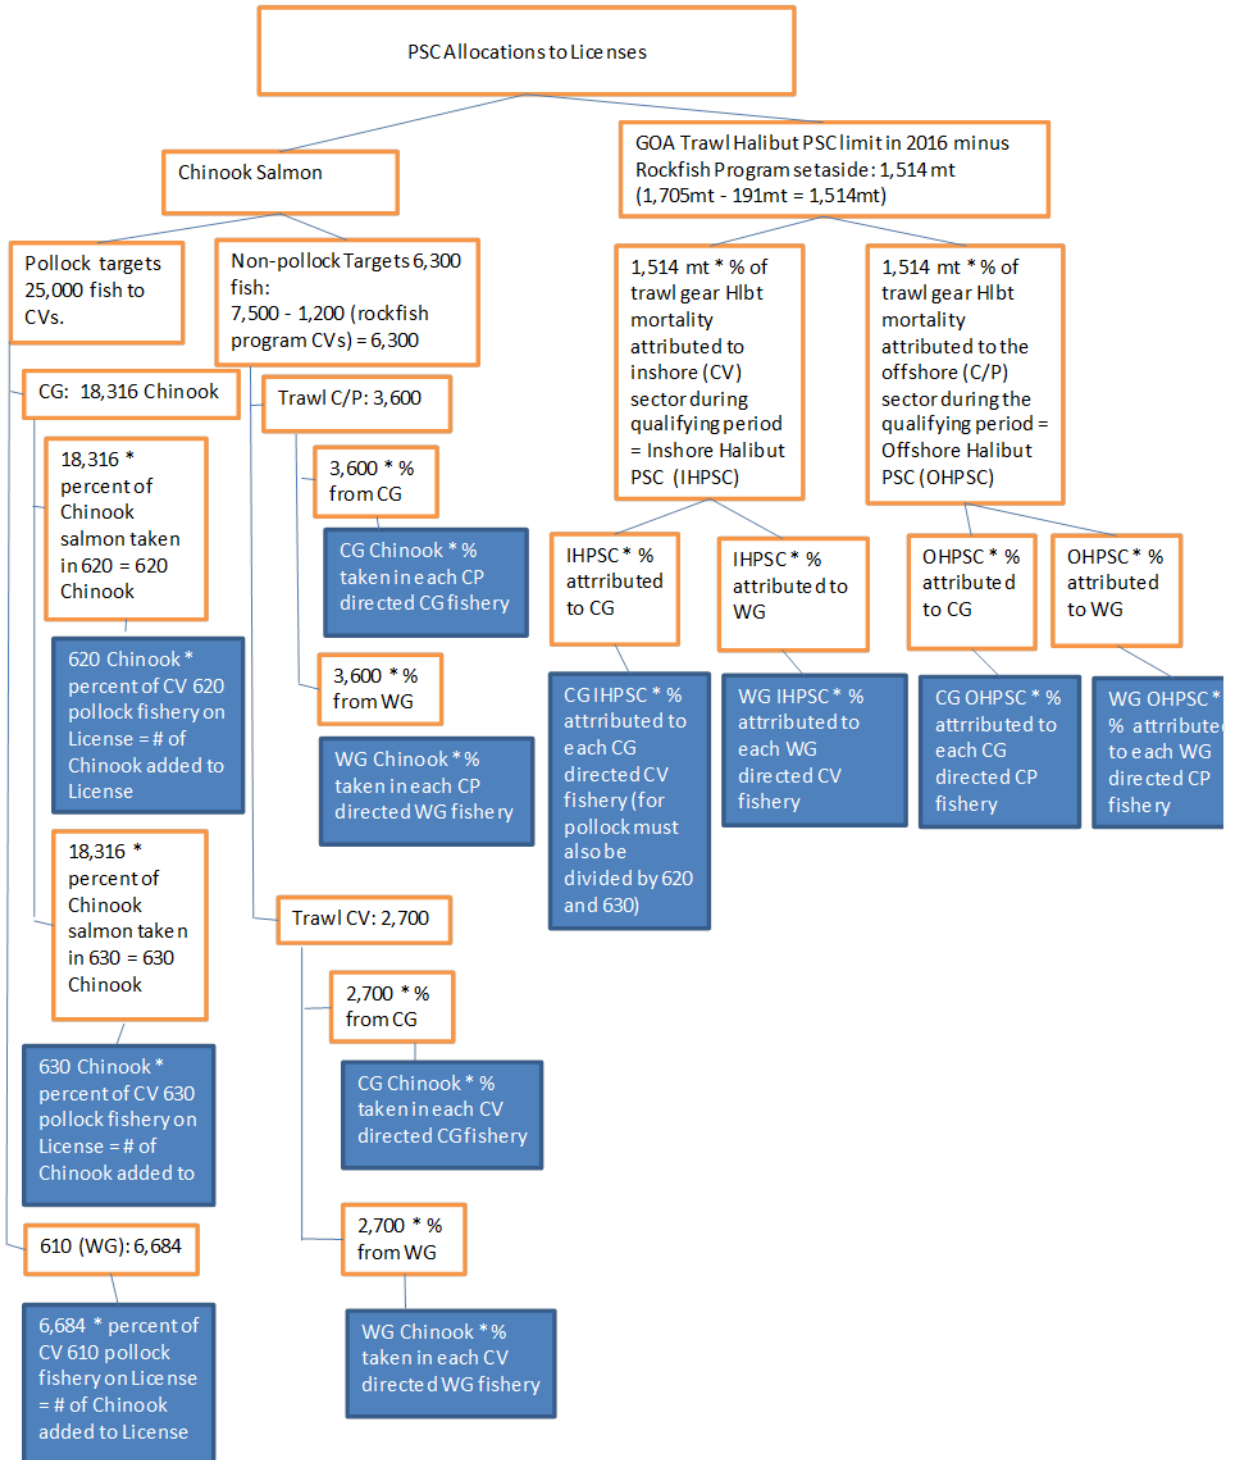 PSC Allocations to Licenses
Chinook Salmon
GOA Trawl Halibut PSC limit in 2016 minus
Rockfish Program setaside: 1,514 mt
(1,705mt - 191mt = 1,514mt)
Pollock targets
25,000 fish to
CVs.
Non-pollock Targets 6,300
fish:
7,500 - 1,200 (rockfish
program CVs) = 6,300
1,514 mt * % of
trawl gear Hlbt
mortality
attributed to
inshore (CV)
sector during
qualifying period
= Inshore Halibut
PSC (IHPSC)
1,514 mt * % of
trawl gear Hlbt
mortality
attributed to the
offshore (C/P)
sector during the
qualifying period =
Offshore Halibut
PSC (OHPSC)
CG: 18,316 Chinook
18,316 *
percent of
Chinook
salmon taken
in 620 = 620
Chinook
620 Chinook *
percent of CV 620
pollock fishery on
License = # of
Chinook added to
License
18,316 *
percent of
Chinook
salmon taken
in 630 = 630
Chinook
630 Chinook *
percent of CV 630
pollock fishery on
License = # of
Chinook added to
610 (WG): 6,684
6,684 * percent of
CV 610 pollock
fishery on License
= # of Chinook
added to License
Trawl C/P: 3,600
3,600 * %
from CG
CG Chinook * %
taken in each CP
directed CG fishery
3,600 * %
from WG
WG Chinook * %
taken in each CP
directed WG fishery
Trawl CV: 2,700
2,700 * %
from CG
CG Chinook * %
taken in each CV
directed CG fishery
2,700 * %
from WG
WG Chinook * %
taken in each CV
directed WG fishery
IHPSC * %
attrributed
to CG
IHPSC * %
attributed to
WG
OHPSC * %
attributed
to CG
OHPSC * %
attributed
to WG
CG IHPSC * %
attrributed to
each CG
directed CV
fishery (for
pollock must
also be
divided by 620
and 630)
WG IHPSC * %
attrributed to
each WG
directed CV
fishery
CG OHPSC * %
attrributed to
each CG
directed CP
fishery
WG OHPSC *
% attrribute
to each WG
directed CP
fishery